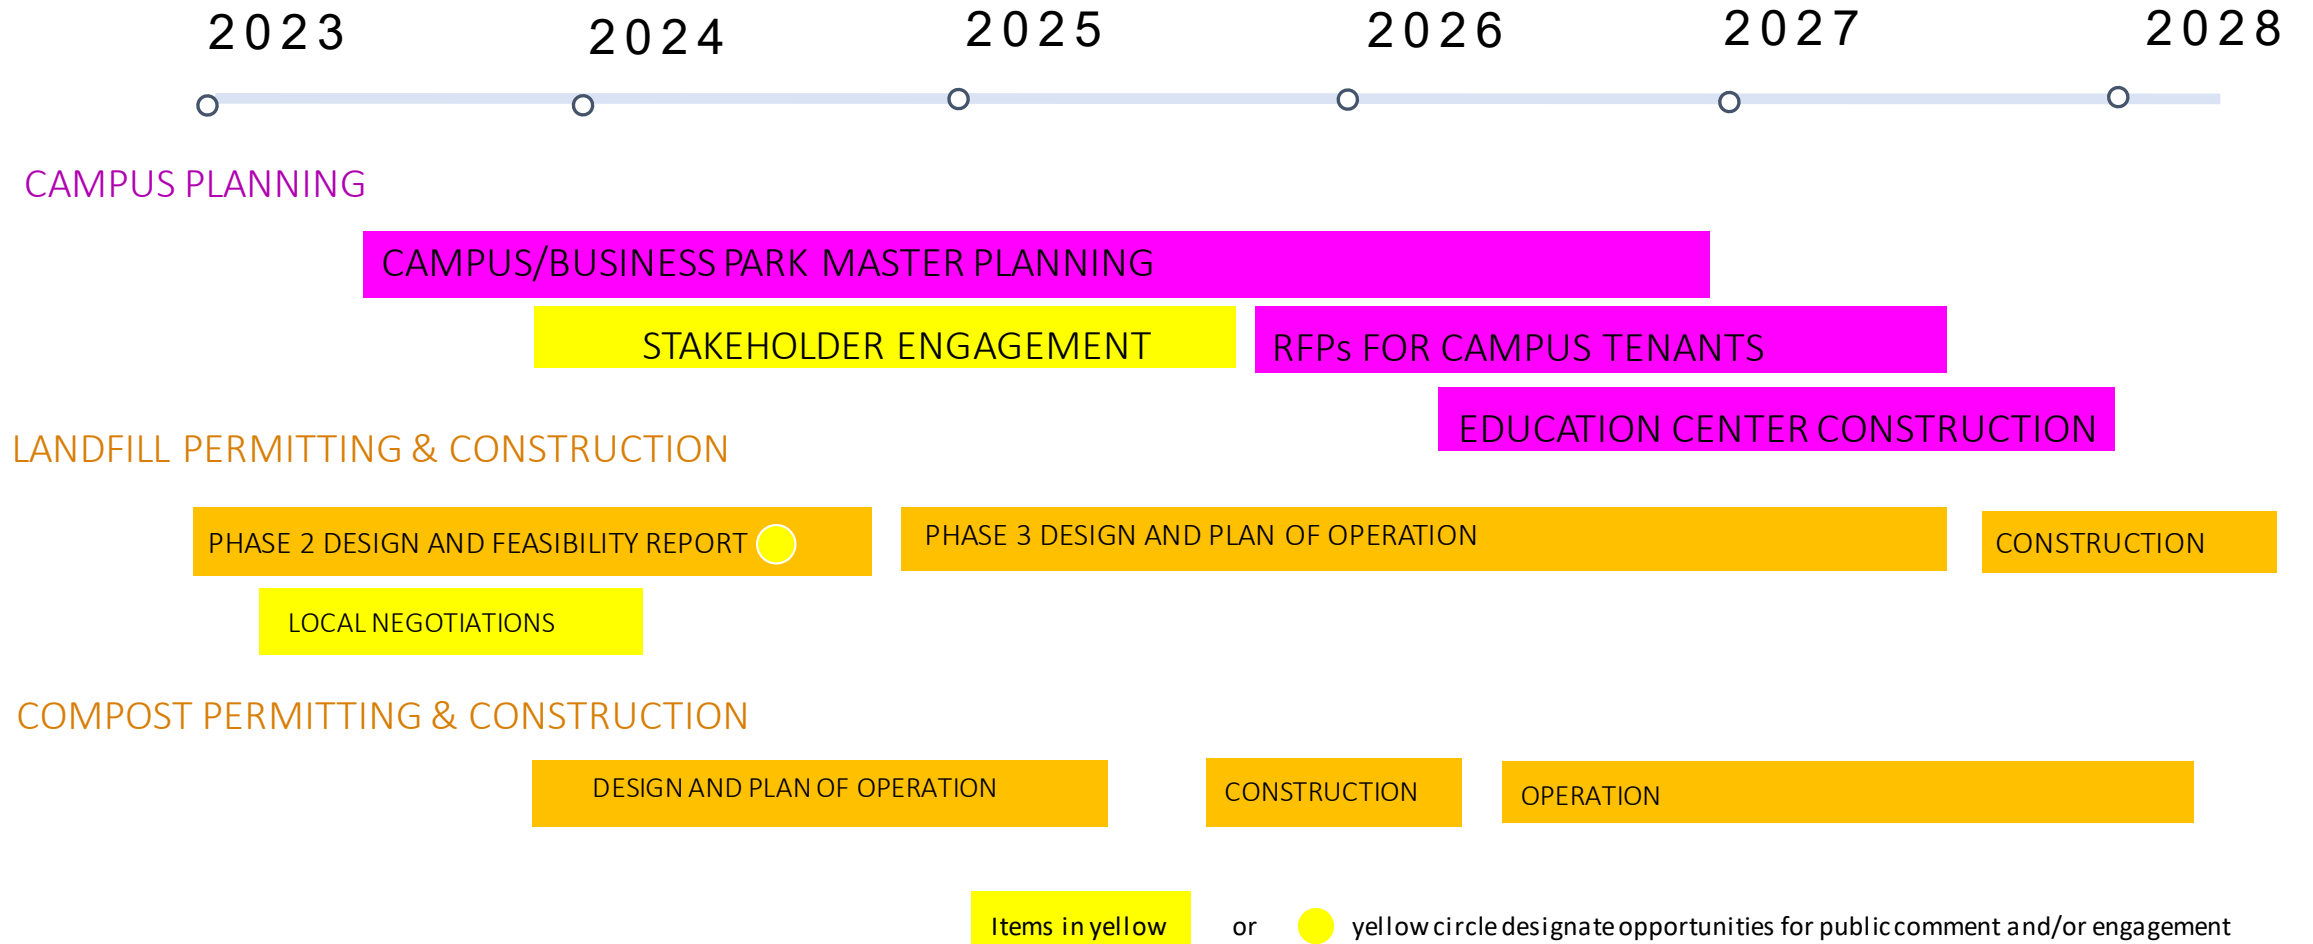 2023 2024 2025 2026 2027 2028
CAMPUS PLANNING
CAMPUS/BUSINESS PARK MASTER PLANNING
STAKEHOLDER ENGAGEMENT
RFPs FOR CAMPUS TENANTS
EDUCATION CENTER CONSTRUCTION
LANDFILL PERMITTING & CONSTRUCTION
PHASE 2 DESIGN AND FEASIBILITY REPORT
PHASE 3 DESIGN AND PLAN OF OPERATION
CONSTRUCTION
LOCAL NEGOTIATIONS
COMPOST PERMITTING & CONSTRUCTION
DESIGN AND PLAN OF OPERATION
CONSTRUCTION
OPERATION
Items in yellow or yellow circle designate opportunities for public comment and/or engagement